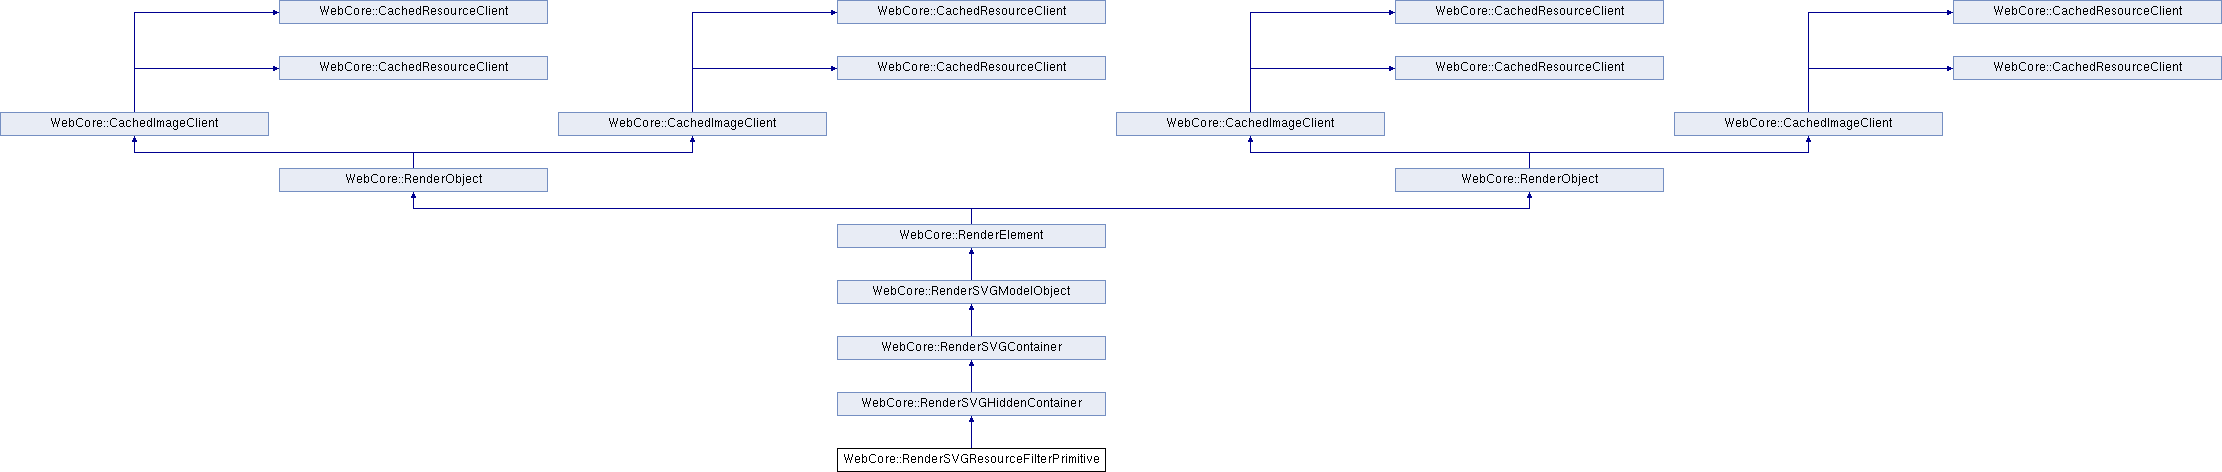 WebCore::CachedResourceClient
WebCore::CachedResourceClient
WebCore::CachedResourceClient
WebCore::CachedResourceClient
WebCore::CachedResourceClient
WebCore::CachedResourceClient
WebCore::CachedResourceClient
WebCore::CachedResourceClient
WebCore::CachedImageClient
WebCore::CachedImageClient
WebCore::CachedImageClient
WebCore::CachedImageClient
WebCore::RenderObject
WebCore::RenderObject
WebCore::RenderElement
WebCore::RenderSVGModelObject
WebCore::RenderSVGContainer
WebCore::RenderSVGHiddenContainer
WebCore::RenderSVGResourceFilterPrimitive